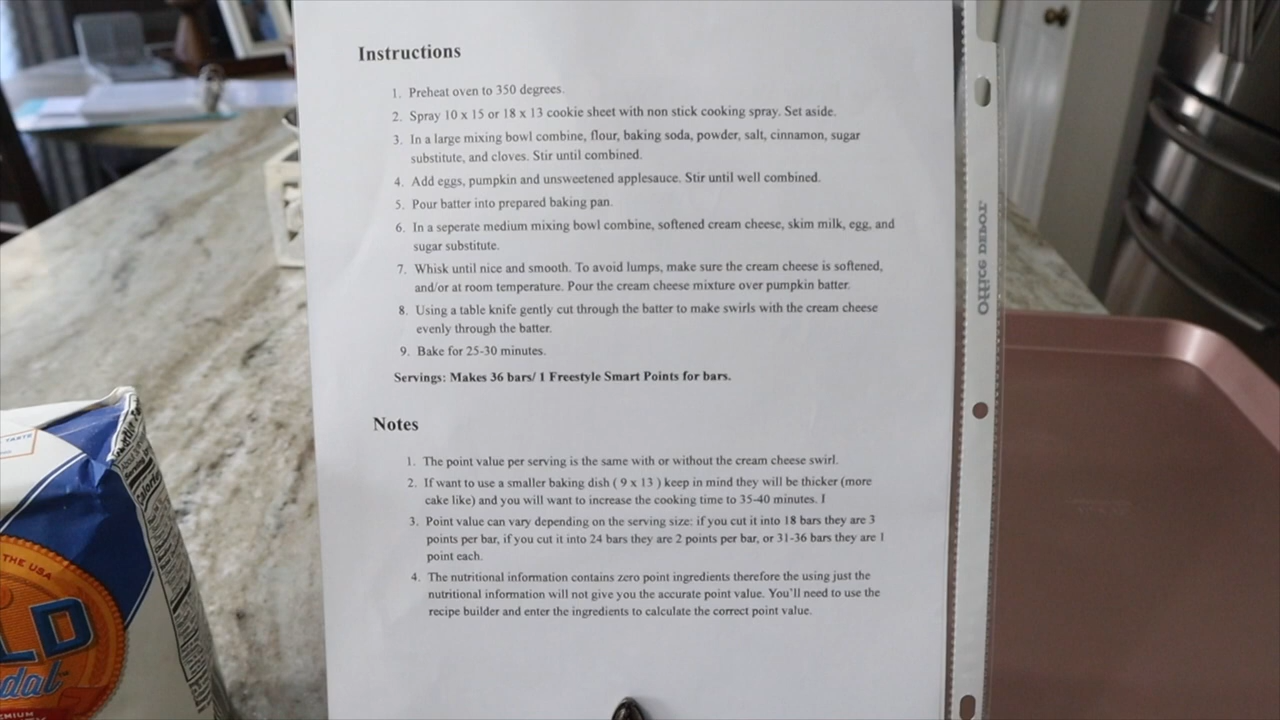 Instructions
1. Preheat oven to 350 degrees.
2. Spray 10 x 15 or 18 x 13 cookie sheet with non stick cooking spray. Set aside.
3. In a large mixing bowl combine, flour, baking soda, powder, salt, cinnamon, sugar
substitute, and cloves. Stir until combined.
4. Add eggs, pumpkin and unsweetened applesauce. Stir until well combined.
5. Pour batter into prepared baking pan.
6. In a seperate medium mixing bowl combine, softened cream cheese, skim milk, egg, and
sugar substitute.
7. Whisk until nice and smooth. To avoid lumps, make sure the cream cheese is softened,
and/or at room temperature. Pour the cream cheese mixture over pumpkin batter.
8. Using a table knife gently cut through the batter to make swirls with the cream cheese
evenly through the batter.
9. Bake for 25-30 minutes.
Servings: Makes 36 bars/ 1 Freestyle Smart Points for bars.
Notes
1. The point value per serving is the same with or without the cream cheese swirl.
2. If want to use a smaller baking dish ( 9 x 13 ) keep in mind they will be thicker (more
cake like) and you will want to increase the cooking time to 35-40 minutes. I
3. Point value can vary depending on the serving size: if you cut it into 18 bars they are 3
points per bar, if you cut it into 24 bars they are 2 points per bar, or 31-36 bars they are 1
point each.
4. The nutritional information contains zero point ingredients therefore the using just the
nutritional information will not give you the accurate point value. You'll need to use the
recipe builder and enter the ingredients to calculate the correct point value.
Office DEPOT
TASTE
THE USA
LD
dal
Calories